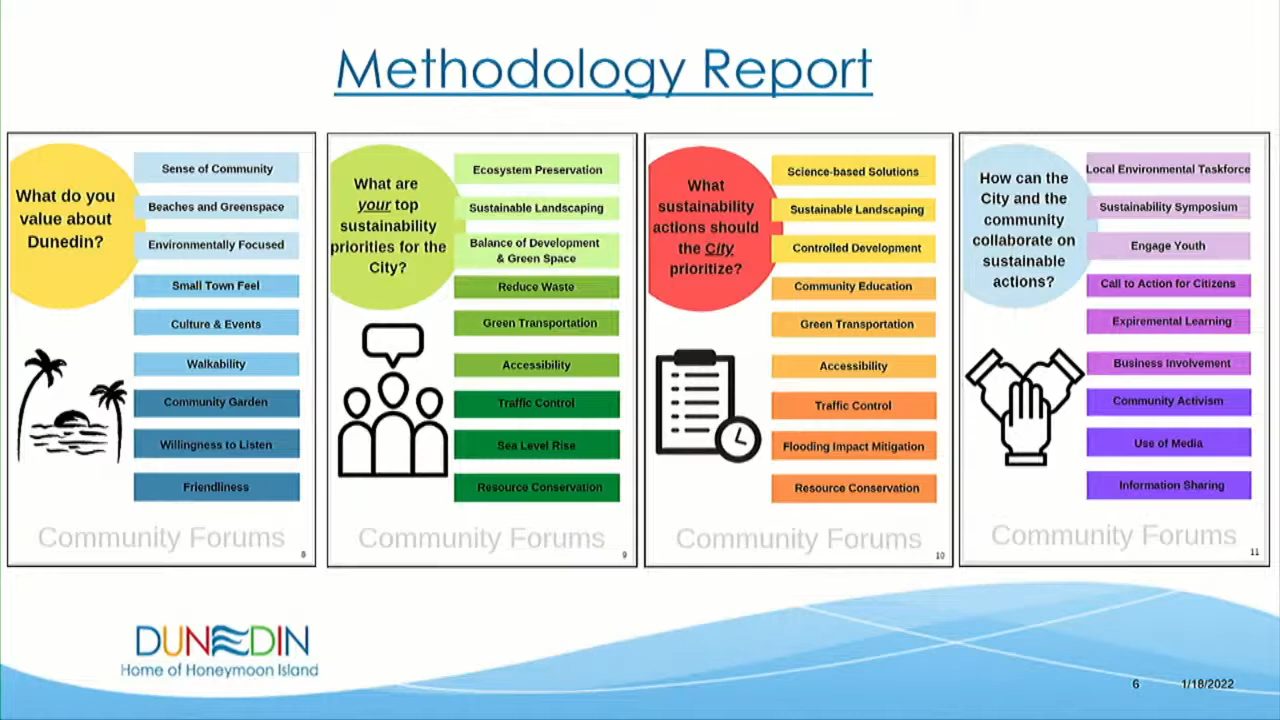 Methodology Report
What do you
value about
Dunedin?
Sense of Community
Beaches and Greenspace
Environmentally Focused
Small Town Feel
Culture & Events
Walkability
Community Garden
Willingness to Listen
Friendliness
Community Forums
8
What are
your top
sustainability
priorities for the
City?
Ecosystem Preservation
Sustainable Landscaping
Balance of Development
& Green Space
Reduce Waste
Green Transportation
Accessibility
Traffic Control
Sea Level Rise
Resource Conservation
Community Forums
9
What
sustainability
actions should
the City
prioritize?
Science-based Solutions
Sustainable Landscaping
Controlled Development
Community Education
Green Transportation
Accessibility
Traffic Control
Flooding Impact Mitigation
Resource Conservation
Community Forums
10
How can the
City and the
community
collaborate on
sustainable
actions?
Local Environmental Taskforce
Sustainability Symposium
Engage Youth
Call to Action for Citizens
Expiremental Learning
Business Involvement
Community Activism
Use of Media
Information Sharing
Community Forums
11
DUNEDIN
Home of Honeymoon Island
6 1/18/2022